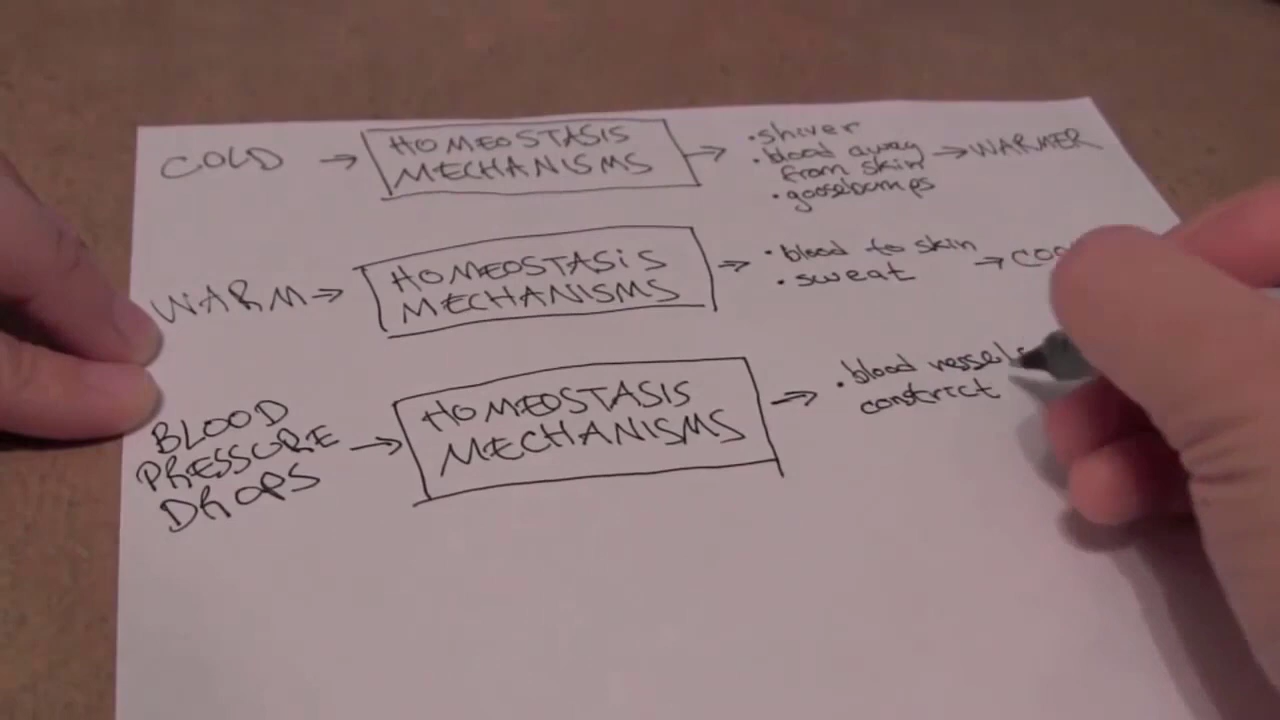 COLD → HOMEOSTASIS MECHANISMS → • shiver
• blood away from skin
• goosebumps
→ WARMER
WARM → HOMEOSTASIS MECHANISMS → • blood to skin
• sweat
→
BLOOD PRESSURE DROPS → HOMEOSTASIS MECHANISMS → • blood vessels
constrict